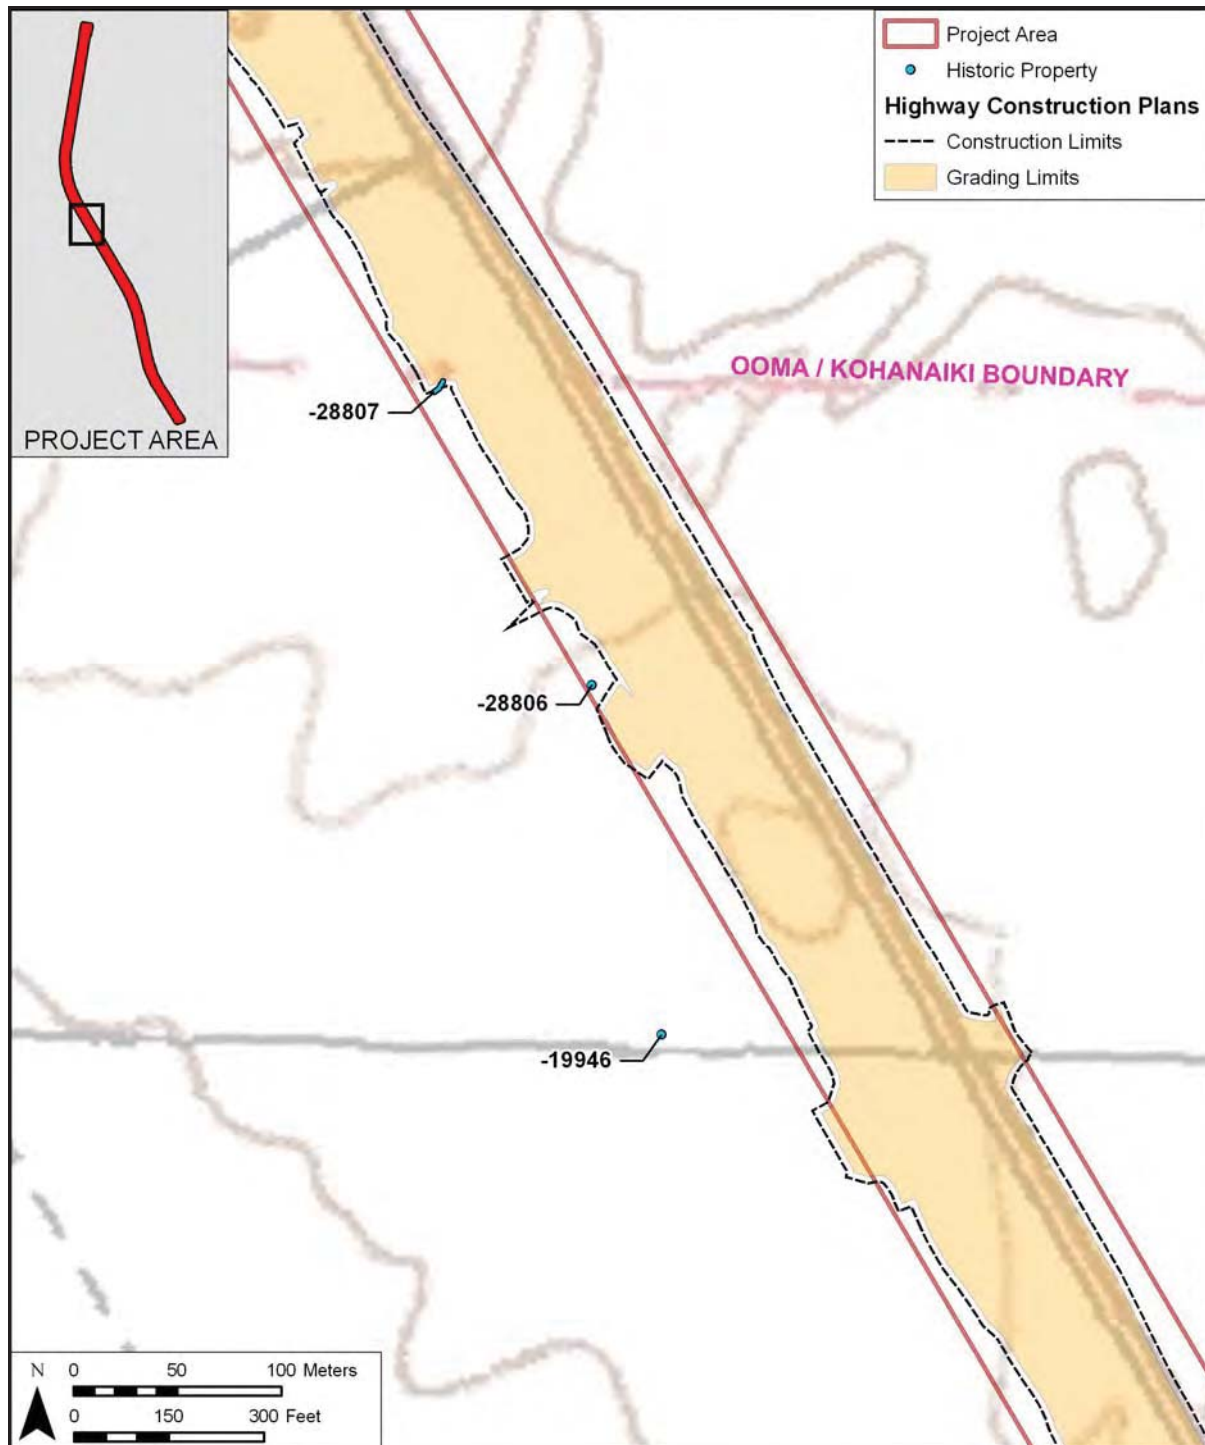 Project Area
Historic Property
Highway Construction Plans
Construction Limits
Grading Limits
PROJECT AREA
OOMA / KOHANAIKI BOUNDARY
-28807
-28806
-19946
N 0 50 100 Meters
0 150 300 Feet